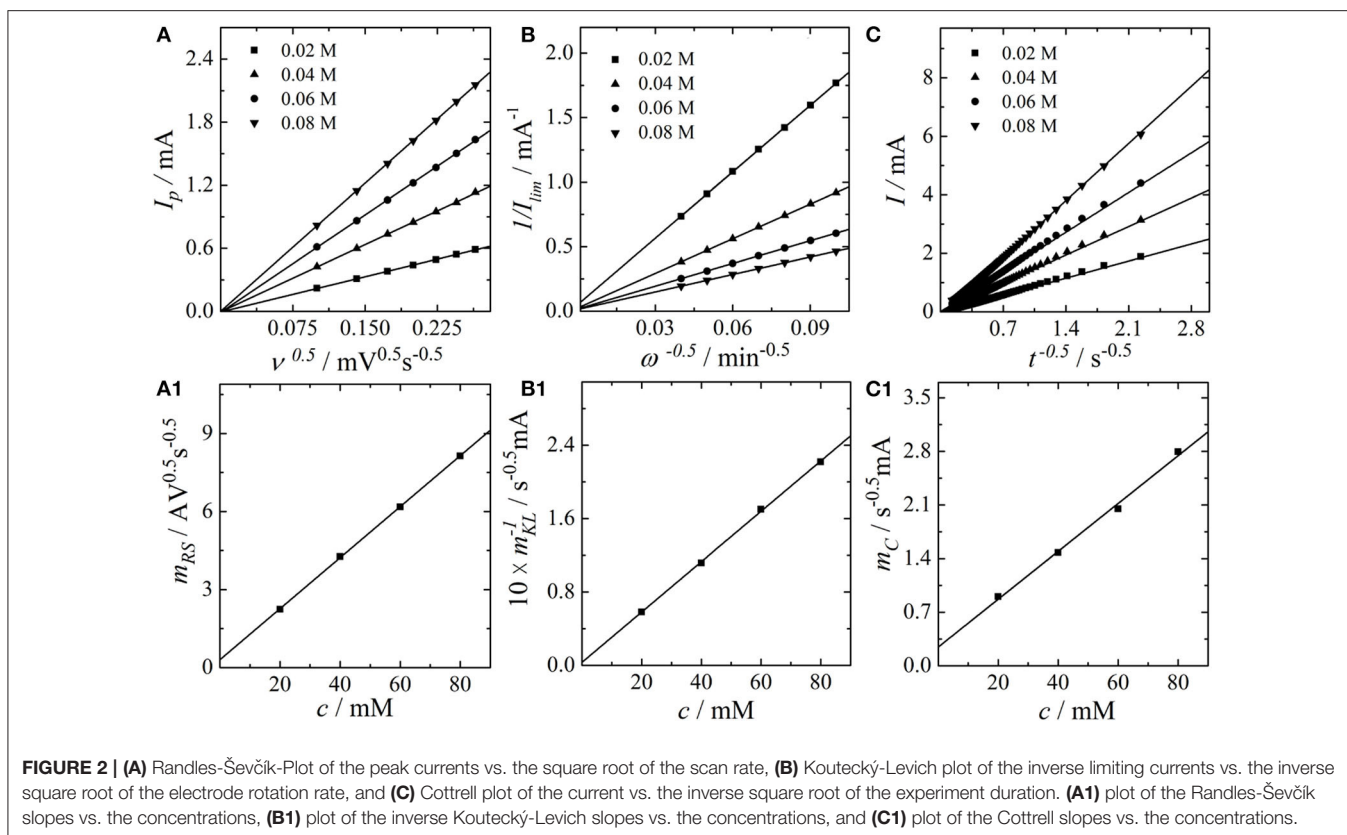 A
2.4
1.8
1.2
0.6
0.0
0.075
0.150
0.225
I_p / mA
ν^0.5 / mV^0.5 s^-0.5
0.02 M
0.04 M
0.06 M
0.08 M
B
2.0
1.5
1.0
0.5
0.0
0.03
0.06
0.09
1/I_lim / mA^-1
ω^-0.5 / min^-0.5
0.02 M
0.04 M
0.06 M
0.08 M
C
8
6
4
2
0
0.7
1.4
2.1
2.8
I / mA
t^-0.5 / s^-0.5
0.02 M
0.04 M
0.06 M
0.08 M
A1
9
6
3
0
20
40
60
80
m_RS / AV^0.5 s^-0.5
c / mM
B1
2.4
1.6
0.8
0.0
20
40
60
80
10 × m_KL^-1 / s^-0.5 mA
c / mM
C1
3.5
2.8
2.1
1.4
0.7
0.0
20
40
60
80
m_C / s^-0.5 mA
c / mM
FIGURE 2 | (A) Randles-Ševčík-Plot of the peak currents vs. the square root of the scan rate, (B) Koutecký-Levich plot of the inverse limiting currents vs. the inverse
square root of the electrode rotation rate, and (C) Cottrell plot of the current vs. the inverse square root of the experiment duration. (A1) plot of the Randles-Ševčík
slopes vs. the concentrations, (B1) plot of the inverse Koutecký-Levich slopes vs. the concentrations, and (C1) plot of the Cottrell slopes vs. the concentrations.